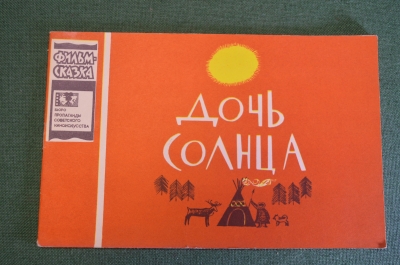 ФИЛЬМ-
СКАЗКА
БЮРО
ПРОПАГАНДЫ
СОВЕТСКОГО
КИНОИСКУССТВА
ДОЧЬ
СОЛНЦА